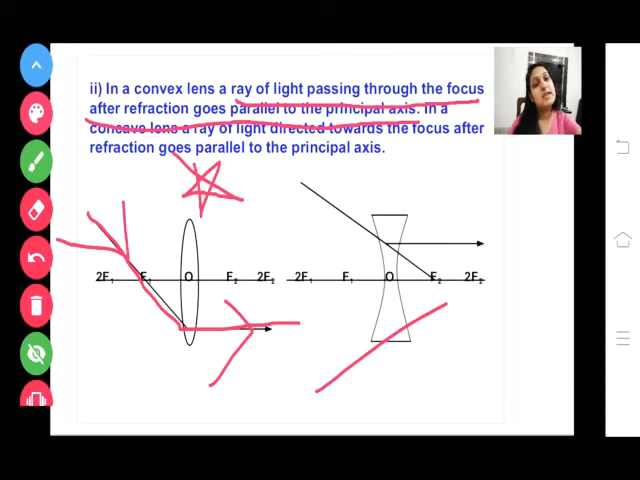 ii) In a convex lens a ray of light passing through the focus
after refraction goes parallel to the principal axis. In a
concave lens a ray of light directed towards the focus after
refraction goes parallel to the principal axis.
2F₁ F₁ O F₂ 2F₂ 2F₁ F₁ O F₂ 2F₂